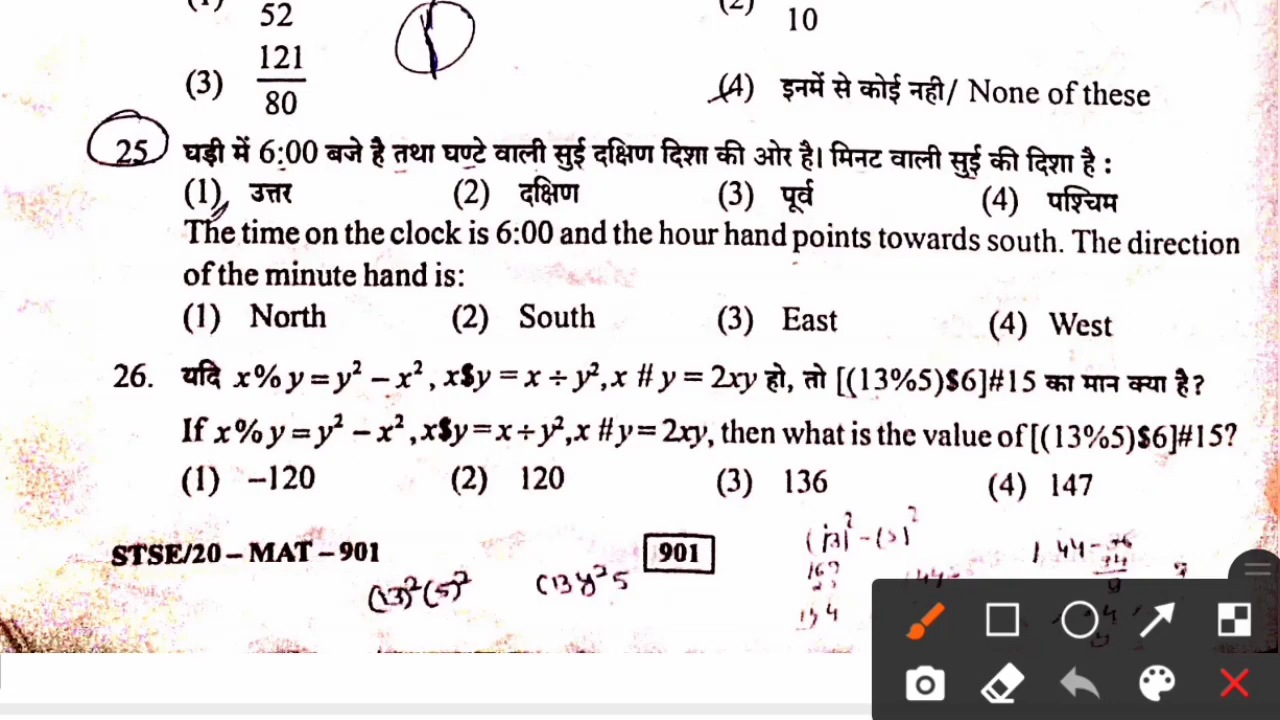 52
10
(3) 121/80
(4) इनमें से कोई नही/ None of these
25 घड़ी में 6:00 बजे है तथा घण्टे वाली सुई दक्षिण दिशा की ओर है। मिनट वाली सुई की दिशा है :
(1) उत्तर (2) दक्षिण (3) पूर्व (4) पश्चिम
The time on the clock is 6:00 and the hour hand points towards south. The direction
of the minute hand is:
(1) North (2) South (3) East (4) West
26. यदि x% y = y² – x², x$y = x ÷ y², x # y = 2xy हो, तो [(13%5)$6]#15 का मान क्या है?
If x% y = y² – x², x$y = x ÷ y², x #y = 2xy, then what is the value of [(13%5)$6]#15?
(1) –120 (2) 120 (3) 136 (4) 147
STSE/20 – MAT – 901 901
(13)²(5)²